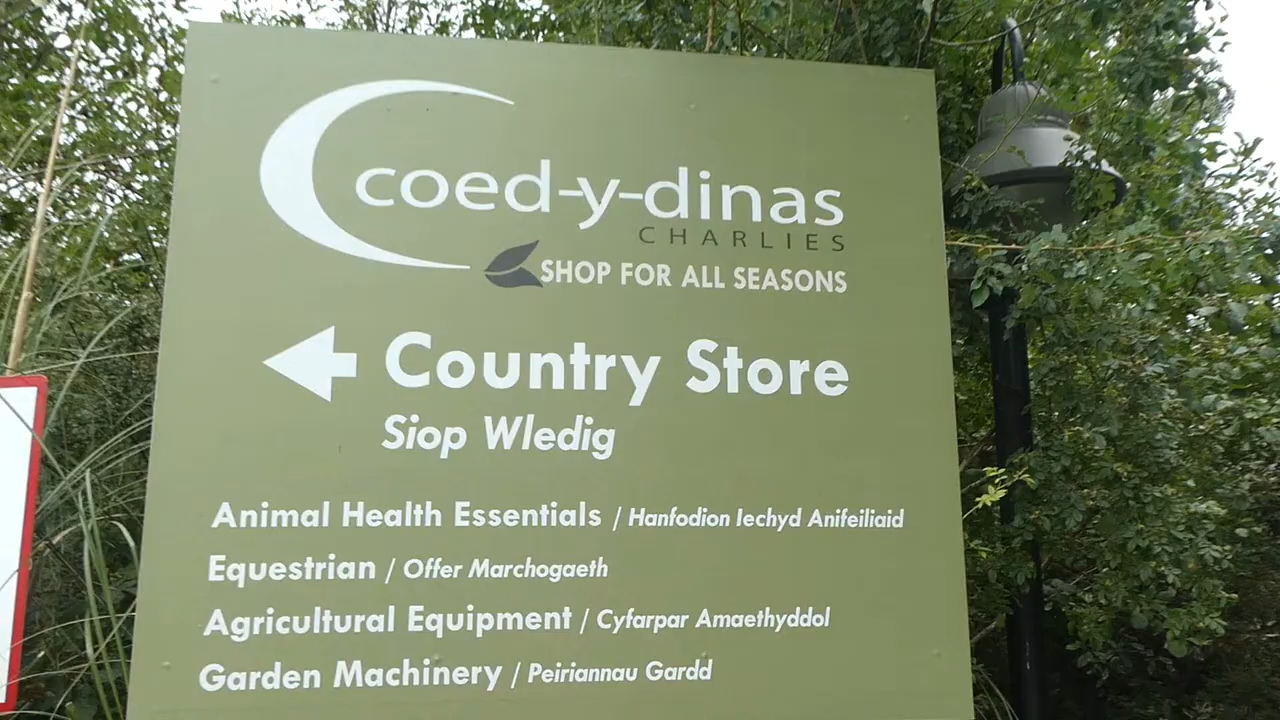 coed-y-dinas
CHARLIES
SHOP FOR ALL SEASONS
Country Store
Siop Wledig
Animal Health Essentials / Hanfodion Iechyd Anifeiliaid
Equestrian / Offer Marchogaeth
Agricultural Equipment / Cyfarpar Amaethyddol
Garden Machinery / Peiriannau Gardd